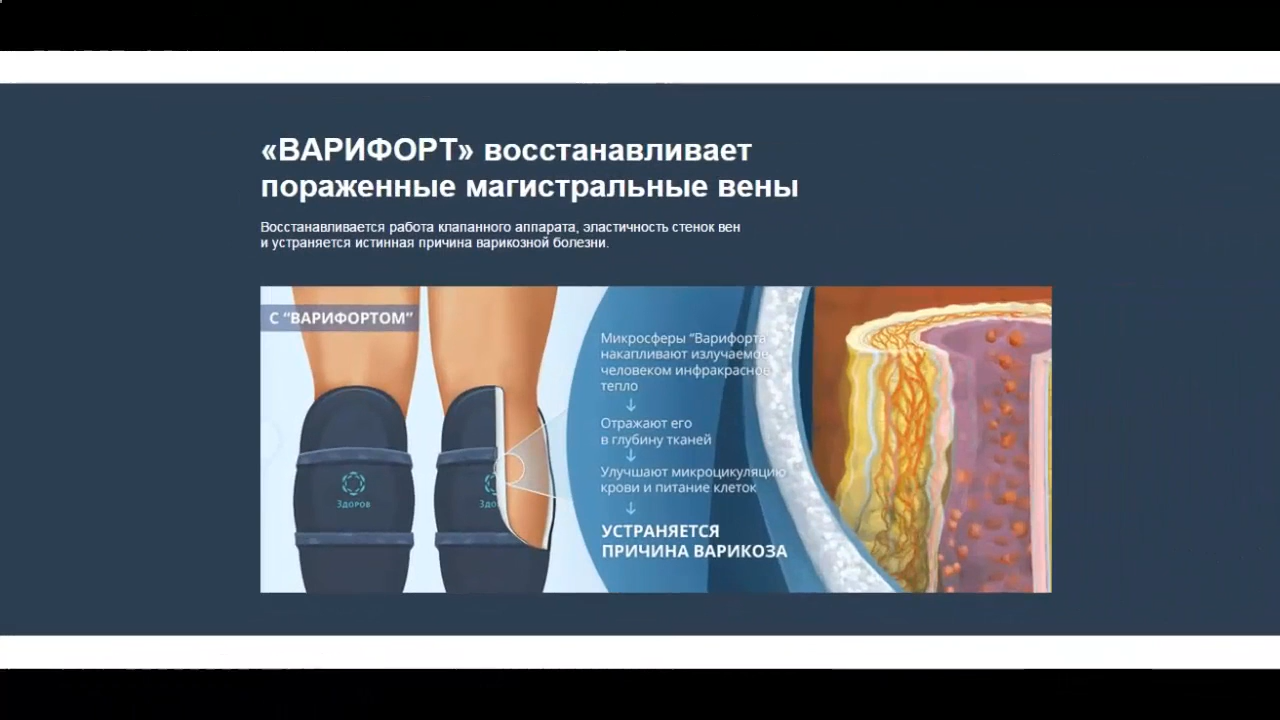 «ВАРИФОРТ» восстанавливает
пораженные магистральные вены
Восстанавливается работа клапанного аппарата, эластичность стенок вен
и устраняется истинная причина варикозной болезни.
С “ВАРИФОРТОМ”
Микросферы “Варифорта
накапливают излучаемое
человеком инфракрасное
тепло
↓
Отражают его
в глубину тканей
↓
Улучшают микроцикуляцию
крови и питание клеток
↓
УСТРАНЯЕТСЯ
ПРИЧИНА ВАРИКОЗА
Здоров
Здо